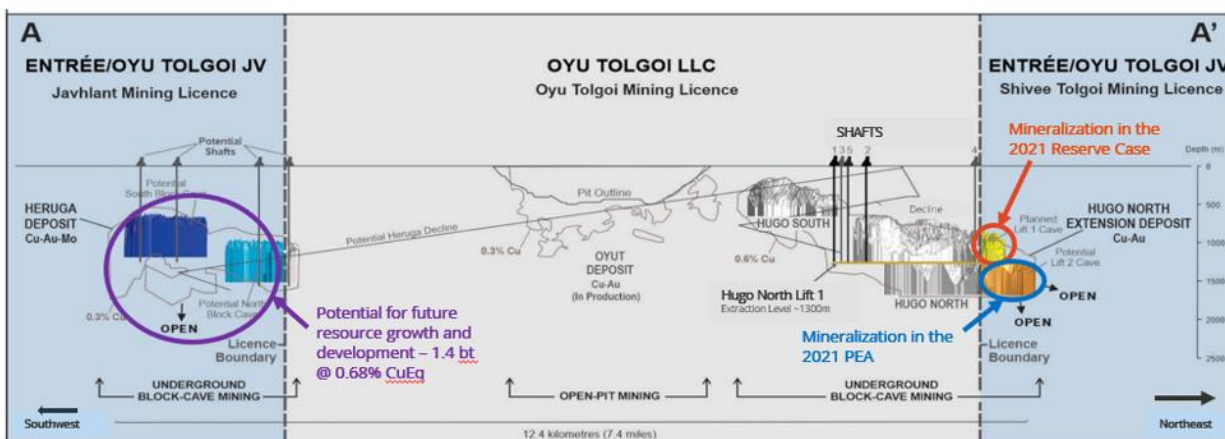 A
A'
ENTRÉE/OYU TOLGOI JV
Javhlant Mining Licence
OYU TOLGOI LLC
Oyu Tolgoi Mining Licence
ENTRÉE/OYU TOLGOI JV
Shivee Tolgoi Mining Licence
Potential
Shafts
Potential
South Block Cave
HERUGA
DEPOSIT
Cu-Au-Mo
0.3% Cu
OPEN
Potential North
Block Cave
Licence
Boundary
Potential for future
resource growth and
development – 1.4 bt
@ 0.68% CuEq
Potential Heruga Decline
Pit Outline
0.3% Cu
OYUT
DEPOSIT
Cu-Au
(In Production)
SHAFTS
1 3 5 2 4
HUGO SOUTH
Decline
0.6% Cu
Hugo North Lift 1
Extraction Level ~1300m
HUGO NORTH
Mineralization in the
2021 Reserve Case
Planned
Lift 1 Cave
HUGO NORTH
EXTENSION DEPOSIT
Cu-Au
Potential
Lift 2 Cave
OPEN
OPEN
Mineralization in the
2021 PEA
Licence
Boundary
Depth (m)
0
500
1000
1500
2000
2500
UNDERGROUND
BLOCK-CAVE MINING
OPEN-PIT MINING
UNDERGROUND
BLOCK-CAVE MINING
Southwest
12.4 kilometres (7.4 miles)
Northeast